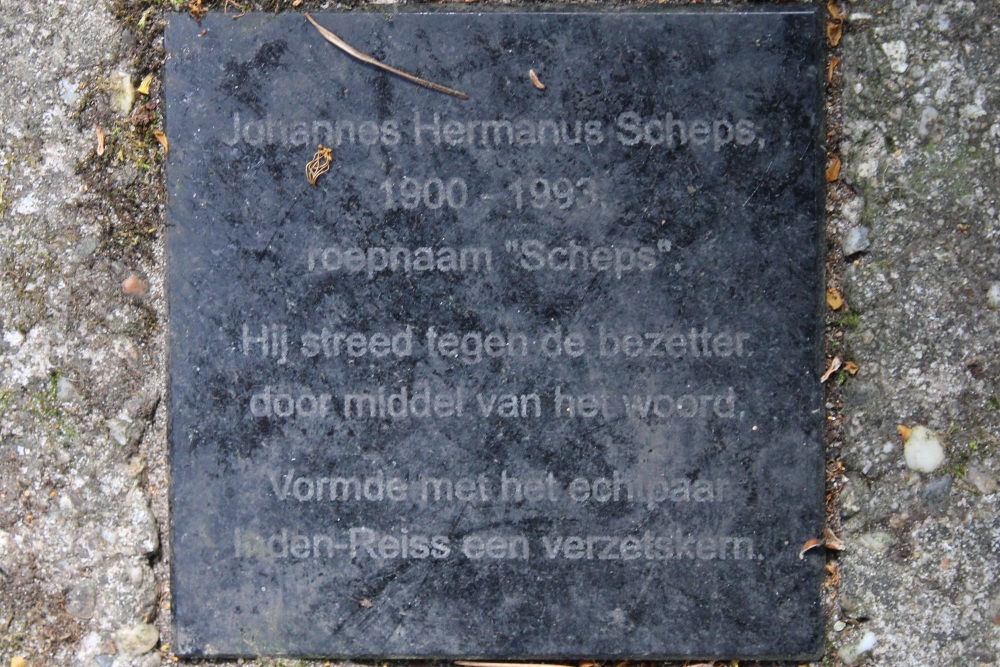 Johannes Hermanus Scheps,
1900 - 1993,
roepnaam "Scheps".
Hij streed tegen de bezetter
door middel van het woord,
Vormde met het echtpaar
Inden-Reiss een verzetskern.